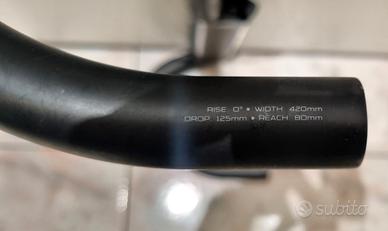 RISE 0° * WIDTH 420mm
DROP 125mm * REACH 80mm
subito